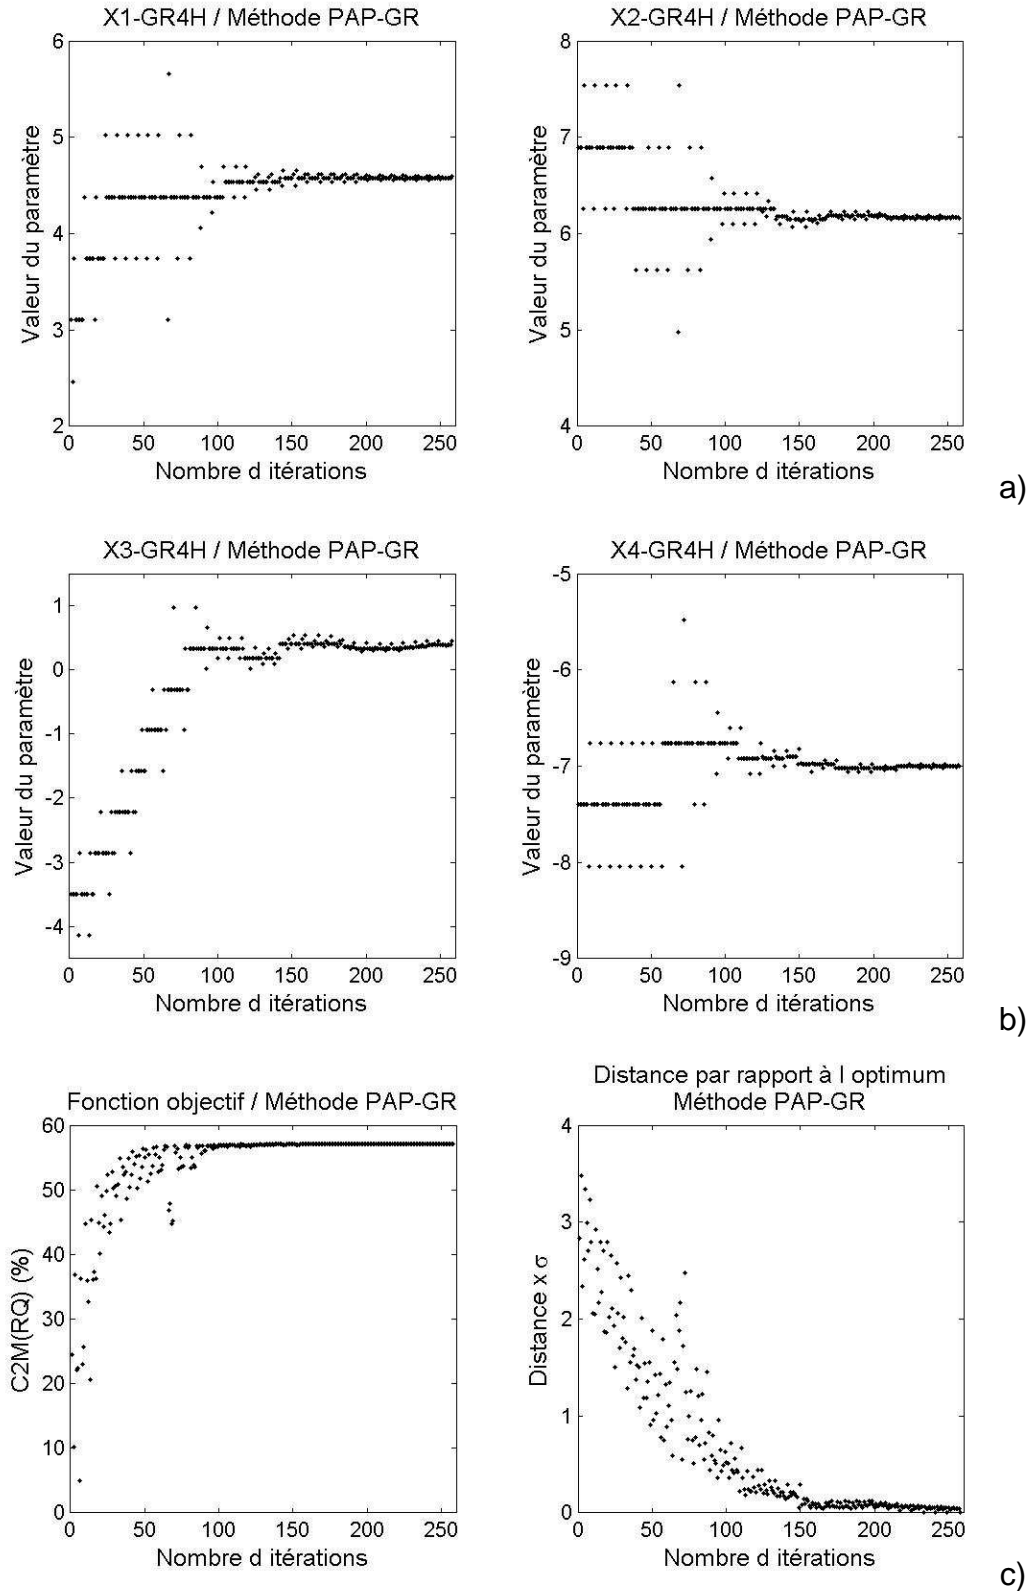 X1-GR4H / Méthode PAP-GR
X2-GR4H / Méthode PAP-GR
6
5
4
3
2
Valeur du paramètre
0 50 100 150 200 250
Nombre d itérations
8
7
6
5
4
Valeur du paramètre
0 50 100 150 200 250
Nombre d itérations
a)
X3-GR4H / Méthode PAP-GR
X4-GR4H / Méthode PAP-GR
1
0
-1
-2
-3
-4
Valeur du paramètre
0 50 100 150 200 250
Nombre d itérations
-5
-6
-7
-8
-9
Valeur du paramètre
0 50 100 150 200 250
Nombre d itérations
b)
Fonction objectif / Méthode PAP-GR
Distance par rapport à l optimum
Méthode PAP-GR
60
50
40
30
20
10
0
C2M(RQ) (%)
0 50 100 150 200 250
Nombre d itérations
4
3
2
1
0
Distance x σ
0 50 100 150 200 250
Nombre d itérations
c)